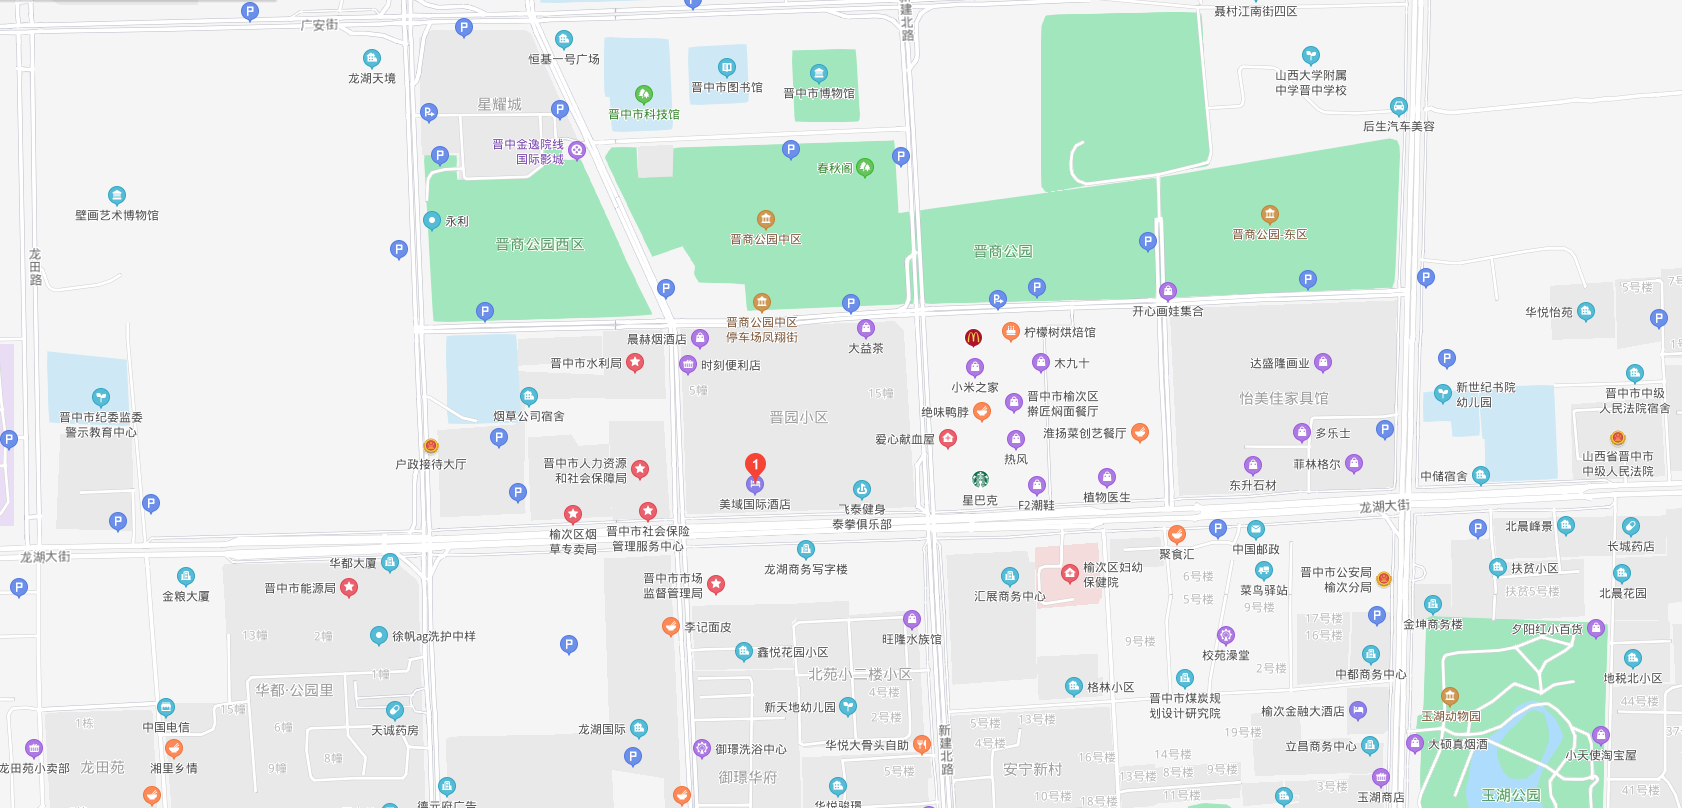 广安街
聂村江南街四区
新建北路
恒基一号广场
龙湖天境
晋中市图书馆
晋中市博物馆
晋中市科技馆
山西大学附属
中学晋中学校
后生汽车美容
星耀城
晋中金逸院线
国际影城
春秋阁
壁画艺术博物馆
永利
晋商公园西区
晋商公园中区
晋商公园
晋商公园-东区
龙田路
晋商公园中区
停车场凤翔街
开心画娃集合
华悦怡苑
5号楼
7号
晨赫烟酒店
大益茶
柠檬树烘焙馆
晋中市水利局
时刻便利店
木九十
达盛隆画业
小米之家
5幢
15幢
晋中市榆次区
擀匠焖面餐厅
怡美佳家具馆
新世纪书院
幼儿园
晋中市中级
人民法院宿舍
晋中市纪委监委
警示教育中心
烟草公司宿舍
晋园小区
绝味鸭脖
爱心献血屋
淮扬菜创艺餐厅
多乐士
户政接待大厅
晋中市人力资源
和社会保障局
热风
东升石材
菲林格尔
中储宿舍
山西省晋中市
中级人民法院
1
美域国际酒店
飞泰健身
泰拳俱乐部
星巴克
F2潮鞋
植物医生
龙湖大街
榆次区烟
草专卖局
晋中市社会保险
管理服务中心
北晨峰景
长城药店
龙湖大街
华都大厦
龙湖商务写字楼
聚食汇
中国邮政
金粮大厦
晋中市能源局
晋中市市场
监督管理局
汇展商务中心
榆次区妇幼
保健院
6号楼
5号楼
菜鸟驿站
9号楼
晋中市公安局
榆次分局
扶贫小区
扶贫5号楼
北晨花园
17号楼
16号楼
金坤商务楼
夕阳红小百货
13幢
2幢
徐帆ag洗护中样
李记面皮
旺隆水族馆
9号楼
校苑澡堂
鑫悦花园小区
1幢
北苑小二楼小区
4号楼
2号楼
中都商务中心
地税北小区
华都·公园里
15幢
新天地幼儿园
2号楼
格林小区
晋中市煤炭规
划设计研究院
榆次金融大酒店
玉湖动物园
44号楼
1栋
中国电信
天诚药房
6幢
龙湖国际
5号楼
13号楼
19号楼
新建北路
4号楼
御璟洗浴中心
华悦大骨头自助
立昌商务中心
大硕真烟酒
小天使淘宝屋
龙田苑小卖部
龙田苑
湘里乡情
9幢
8幢
御璟华府
5号楼
安宁新村
16号楼
14号楼
13号楼
8号楼
9号楼
3号楼
10号楼
18号楼
11号楼
玉湖商店
玉湖公园
41号楼
德元府广告
华悦骏璟